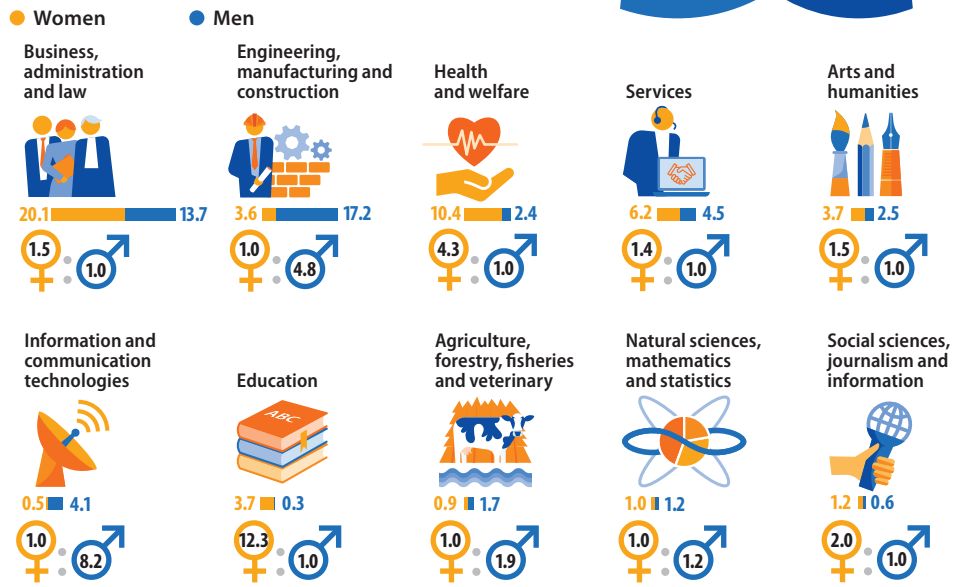 Women
Men
Business,
administration
and law
20.1 13.7
1.5 : 1.0
Engineering,
manufacturing and
construction
3.6 17.2
1.0 : 4.8
Health
and welfare
10.4 2.4
4.3 : 1.0
Services
6.2 4.5
1.4 : 1.0
Arts and
humanities
3.7 2.5
1.5 : 1.0
Information and
communication
technologies
0.5 4.1
1.0 : 8.2
Education
ABC
3.7 0.3
12.3 : 1.0
Agriculture,
forestry, fisheries
and veterinary
0.9 1.7
1.0 : 1.9
Natural sciences,
mathematics
and statistics
1.0 1.2
1.0 : 1.2
Social sciences,
journalism and
information
1.2 0.6
2.0 : 1.0